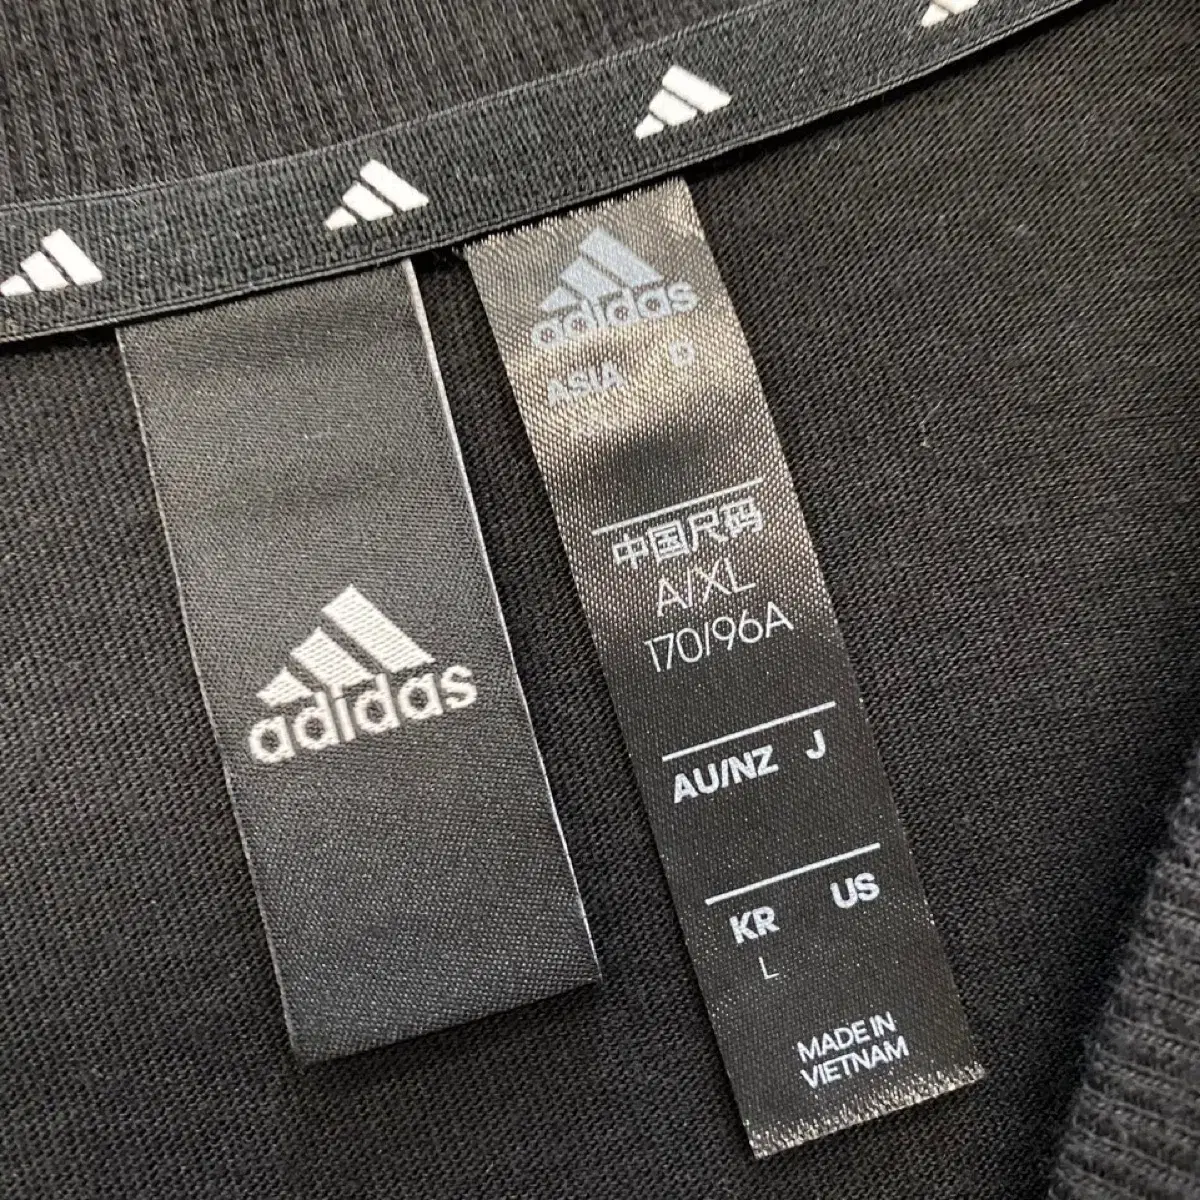 adidas
adidas
ASIA D
中国尺码
A/XL
170/96A
AU/NZ J
KR US
L
MADE IN
VIETNAM